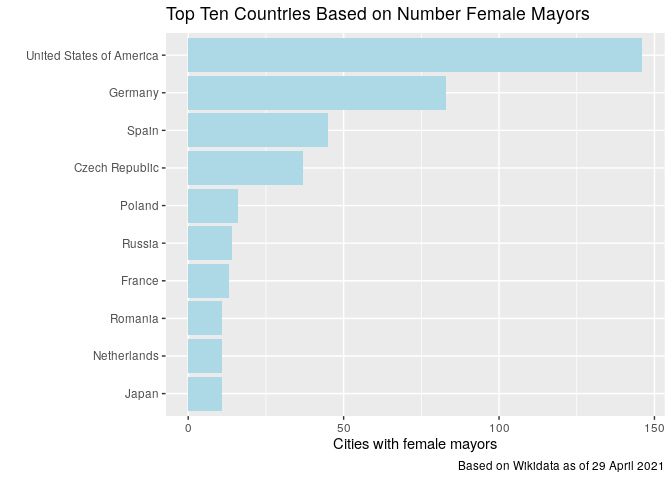 Top Ten Countries Based on Number Female Mayors
United States of America
Germany
Spain
Czech Republic
Poland
Russia
France
Romania
Netherlands
Japan
0 50 100 150
Cities with female mayors
Based on Wikidata as of 29 April 2021